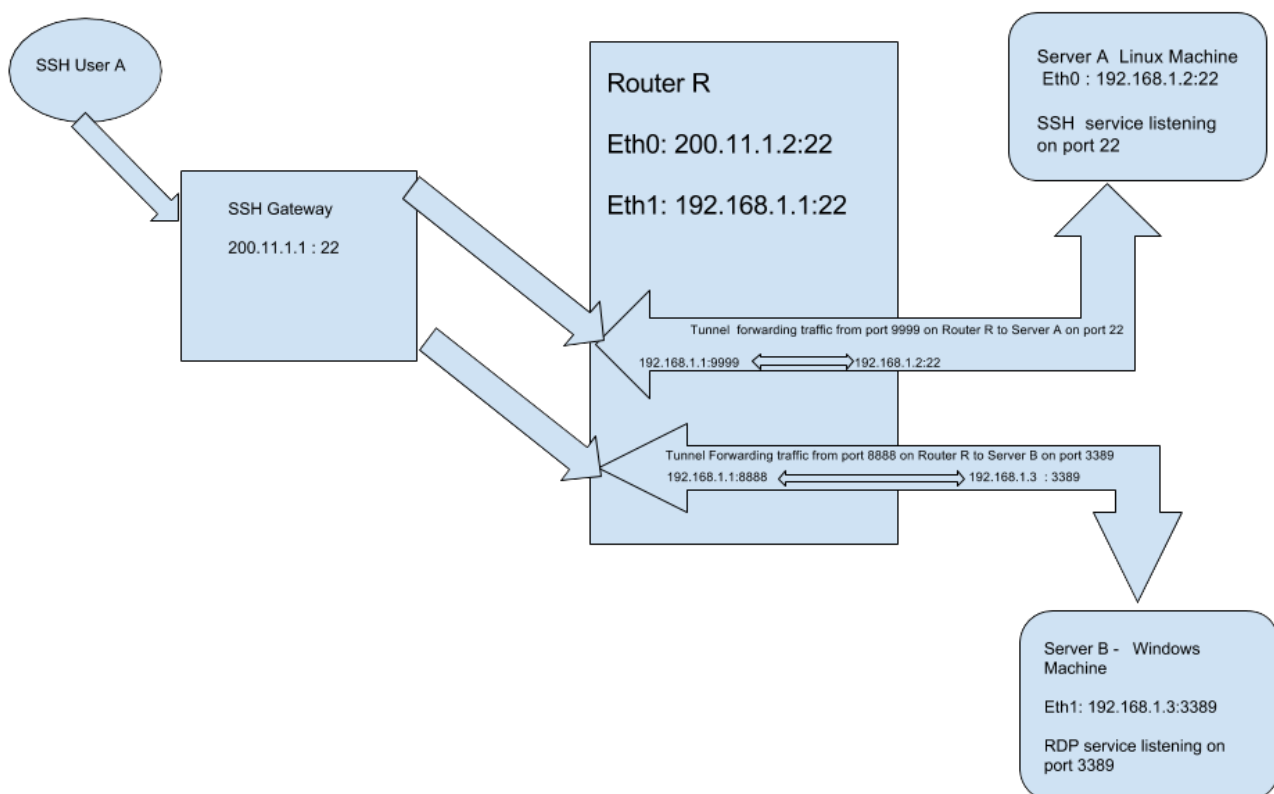 SSH User A
SSH Gateway
200.11.1.1 : 22
Router R
Eth0: 200.11.1.2:22
Eth1: 192.168.1.1:22
Server A Linux Machine
Eth0 : 192.168.1.2:22
SSH service listening
on port 22
Tunnel forwarding traffic from port 9999 on Router R to Server A on port 22
192.168.1.1:9999 192.168.1.2:22
Tunnel Forwarding traffic from port 8888 on Router R to Server B on port 3389
192.168.1.1:8888 192.168.1.3 : 3389
Server B - Windows
Machine
Eth1: 192.168.1.3:3389
RDP service listening on
port 3389